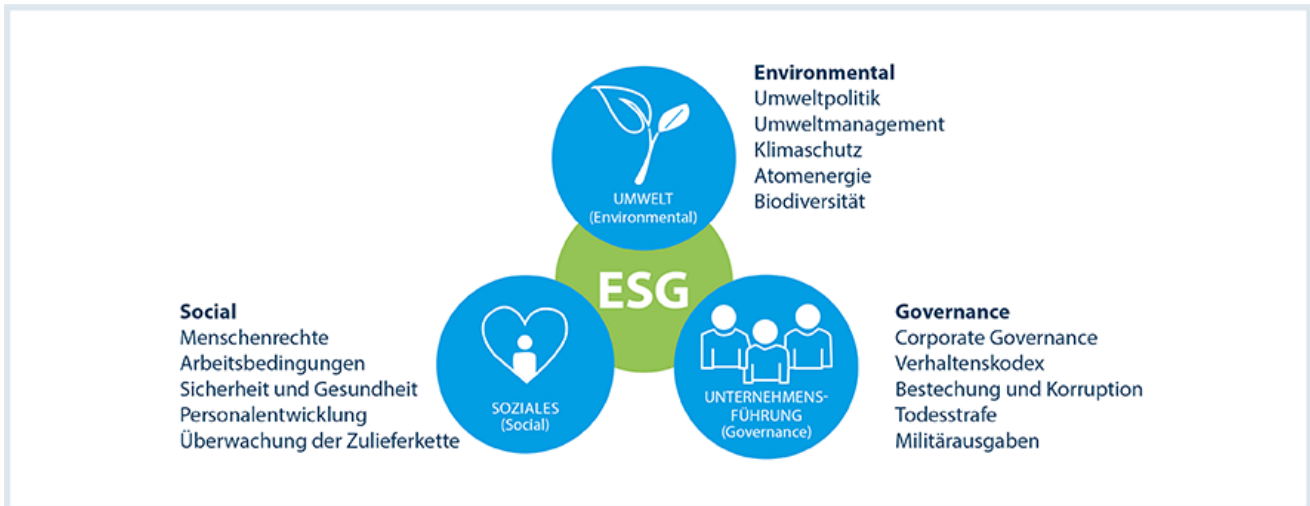 Environmental
Umweltpolitik
Umweltmanagement
Klimaschutz
Atomenergie
Biodiversität
UMWELT
(Environmental)
ESG
Social
Menschenrechte
Arbeitsbedingungen
Sicherheit und Gesundheit
Personalentwicklung
Überwachung der Zulieferkette
SOZIALES
(Social)
UNTERNEHMENS-
FÜHRUNG
(Governance)
Governance
Corporate Governance
Verhaltenskodex
Bestechung und Korruption
Todesstrafe
Militärausgaben